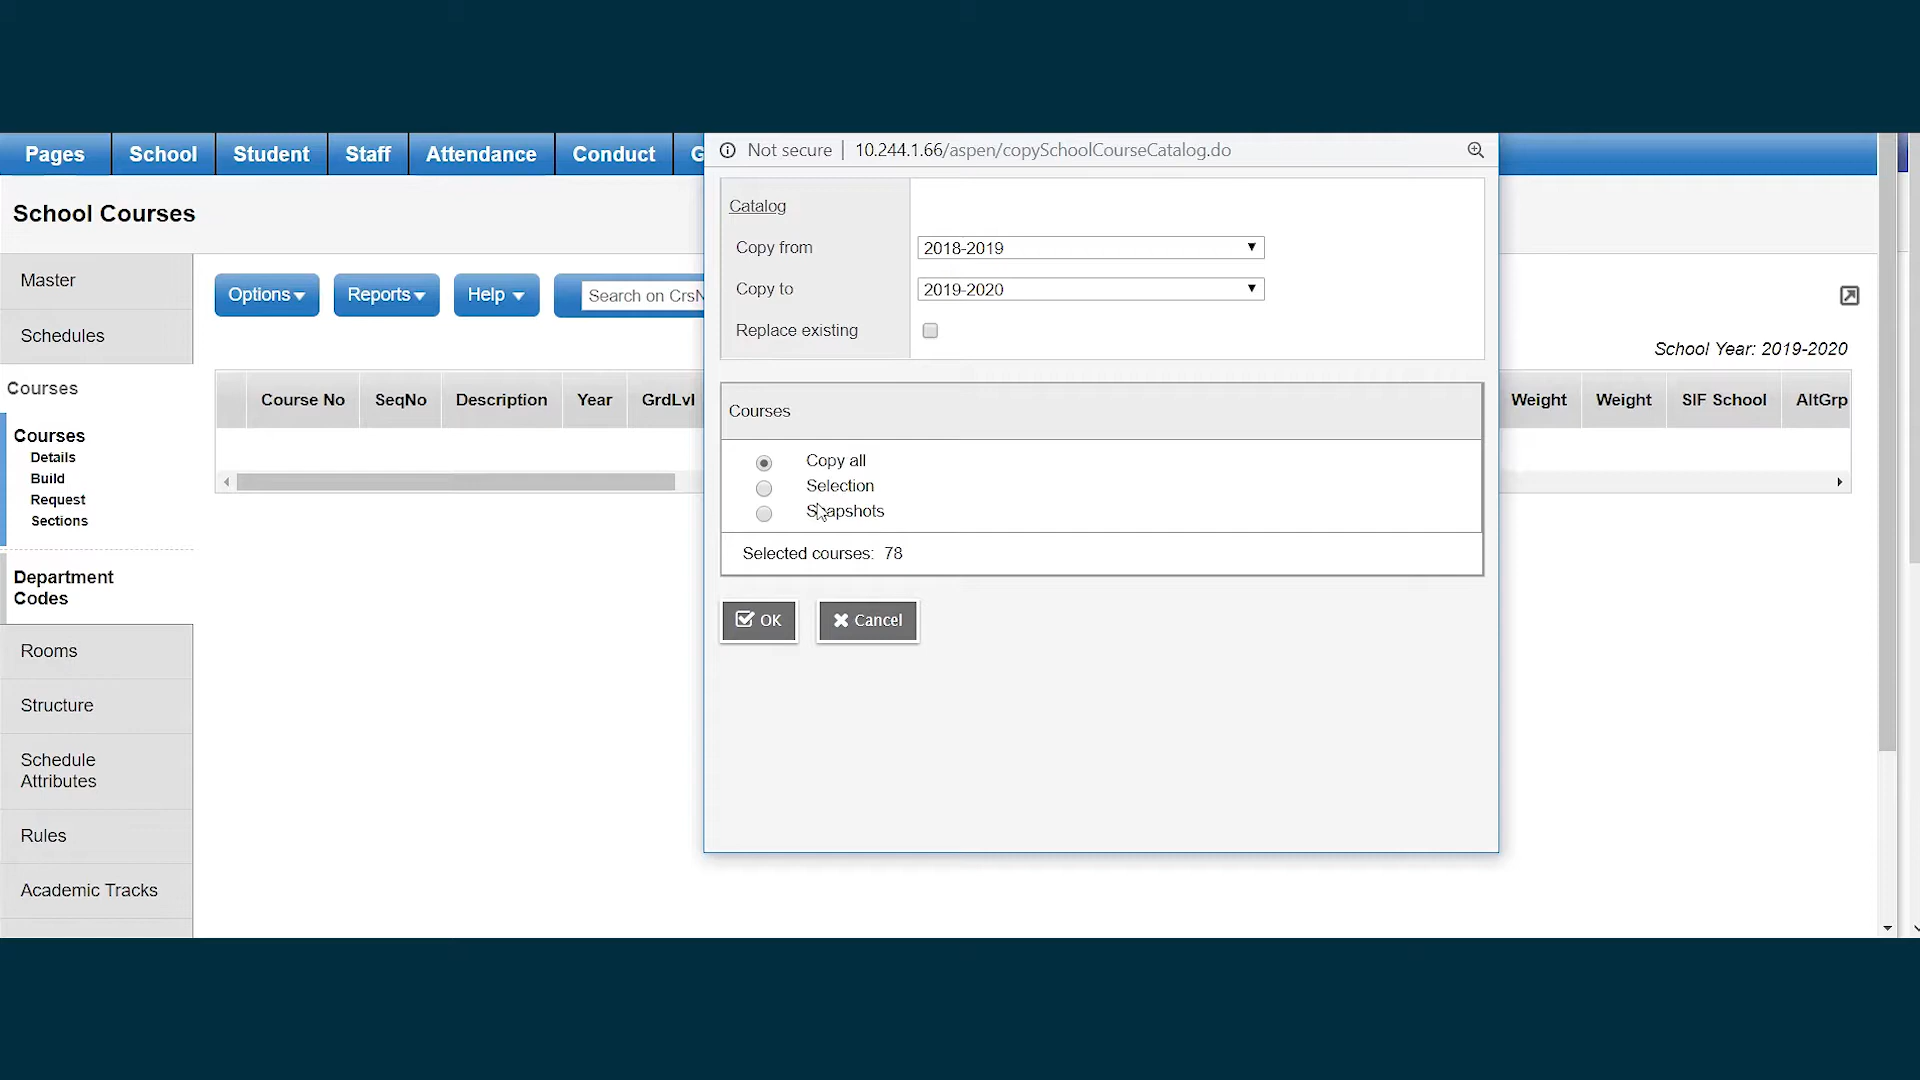 Pages
School
Student
Staff
Attendance
Conduct
G
Not secure
10.244.1.66/aspen/copySchoolCourseCatalog.do
School Courses
Master
Schedules
Courses
Courses
Details
Build
Request
Sections
Department
Codes
Rooms
Structure
Schedule
Attributes
Rules
Academic Tracks
Options
Reports
Help
Search on CrsN
School Year: 2019-2020
Course No
SeqNo
Description
Year
GrdLvl
Weight
Weight
SIF School
AltGrp
Catalog
Copy from
2018-2019
Copy to
2019-2020
Replace existing
Courses
Copy all
Selection
Snapshots
Selected courses: 78
OK
Cancel